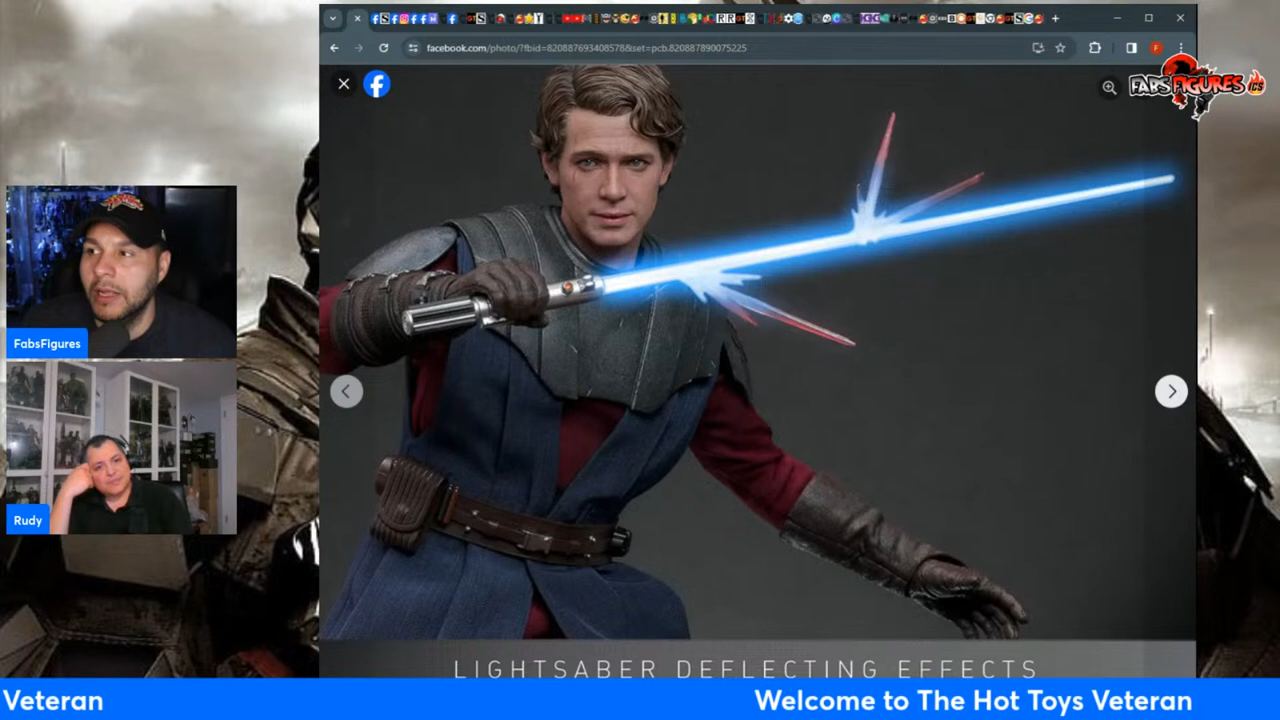 facebook.com/photo/?fbid=820887693408578&set=pcb.820887890075225
FABSFIGURES
FabsFigures
Rudy
LIGHTSABER DEFLECTING EFFECTS
Veteran
Welcome to The Hot Toys Veteran